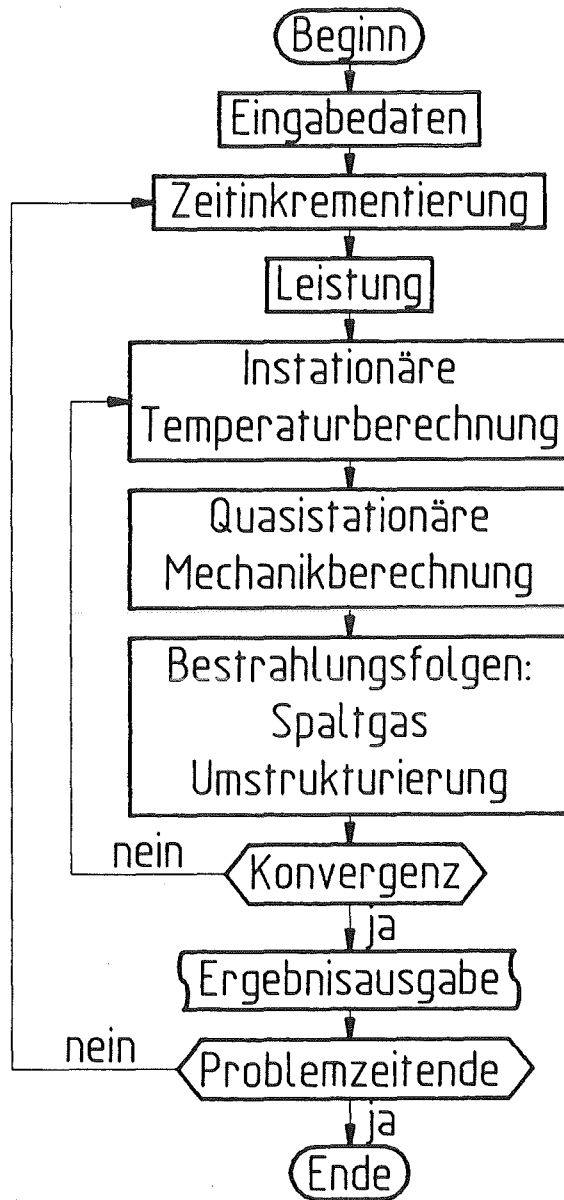 Beginn
Eingabedaten
Zeitinkrementierung
Leistung
Instationäre
Temperaturberechnung
Quasistationäre
Mechanikberechnung
Bestrahlungsfolgen:
Spaltgas
Umstrukturierung
nein
Konvergenz
ja
Ergebnisausgabe
nein
Problemzeitende
ja
Ende